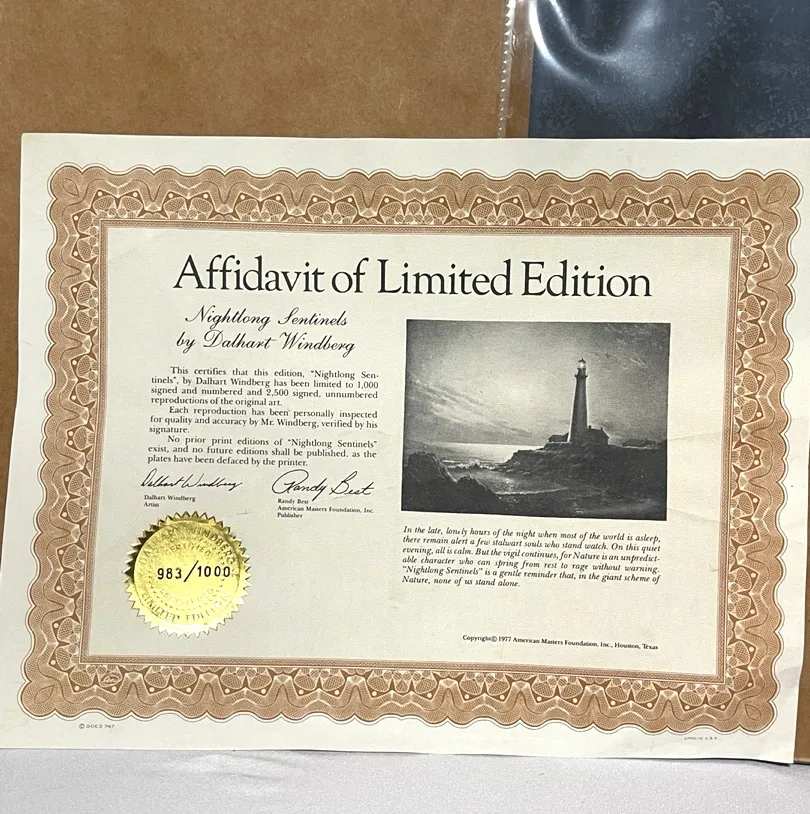 Affidavit of Limited Edition
Nightlong Sentinels
by Dalhart Windberg
This certifies that this edition, "Nightlong Sen-
tinels", by Dalhart Windberg has been limited to 1,000
signed and numbered and 2,500 signed, unnumbered
reproductions of the original art.
Each reproduction has been personally inspected
for quality and accuracy by Mr. Windberg, verified by his
signature.
No prior print editions of "Nightlong Sentinels"
exist, and no future editions shall be published, as the
plates have been defaced by the printer.
Dalhart Windberg
Dalhart Windberg
Artist
Randy Best
Randy Best
American Masters Foundation, Inc.
Publisher
983/1000
LIMITED EDITION
In the late, lonely hours of the night when most of the world is asleep,
there remain alert a few stalwart souls who stand watch. On this quiet
evening, all is calm. But the vigil continues, for Nature is an unpredict-
able character who can spring from rest to rage without warning.
"Nightlong Sentinels" is a gentle reminder that, in the giant scheme of
Nature, none of us stand alone.
Copyright© 1977 American Masters Foundation, Inc., Houston, Texas
© GOES 747
U.S.A.